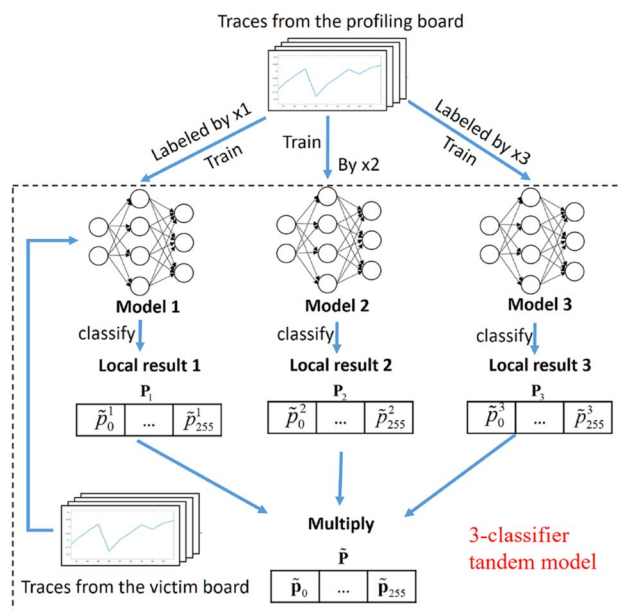 Traces from the profiling board
Labeled by x1
Train
Train
By x2
Labeled by x3
Train
Model 1
Model 2
Model 3
classify
classify
classify
Local result 1
Local result 2
Local result 3
P₁
P₂
P₃
p̃¹₀ ... p̃¹₂₅₅
p̃²₀ ... p̃²₂₅₅
p̃³₀ ... p̃³₂₅₅
Multiply
P̃
p̃₀ ... p̃₂₅₅
3-classifier
tandem model
Traces from the victim board